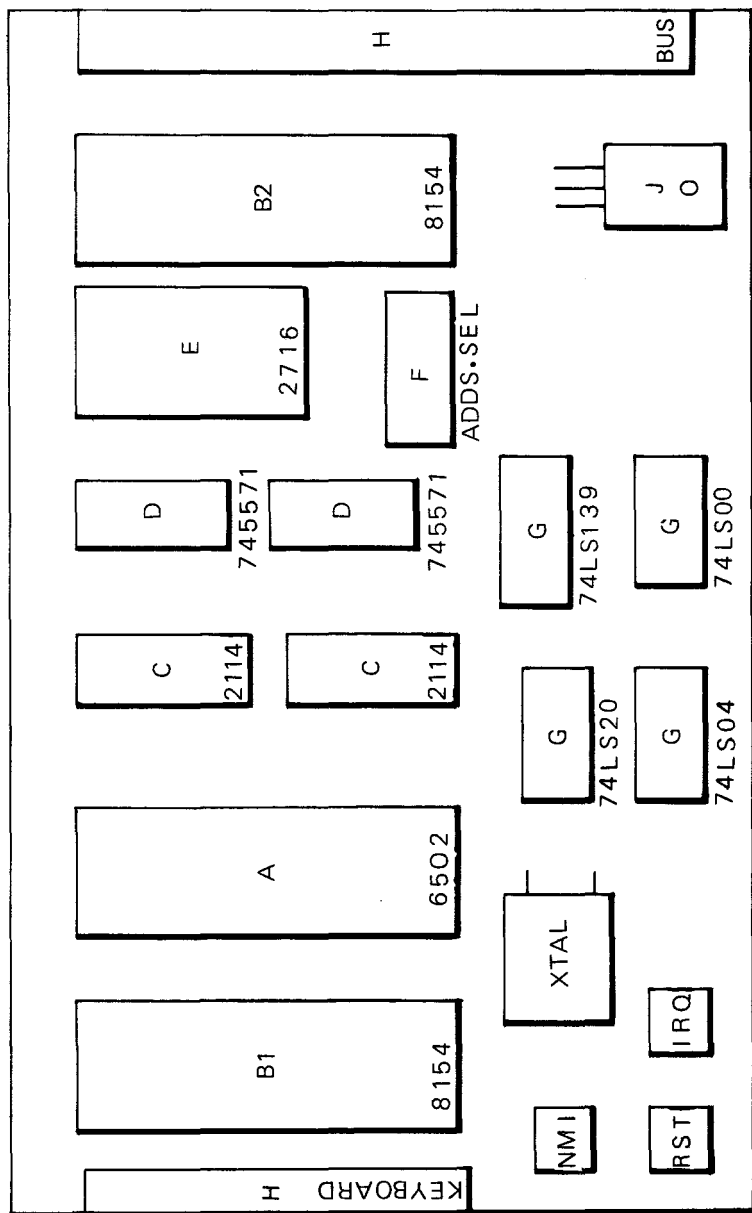 H
BUS
B2
8154
J
O
E
2716
F
ADDS.SEL
D
745571
D
745571
G
74LS139
G
74LS00
C
2114
C
2114
G
74LS20
G
74LS04
A
6502
XTAL
B1
8154
IRQ
NMI
RST
H
KEYBOARD